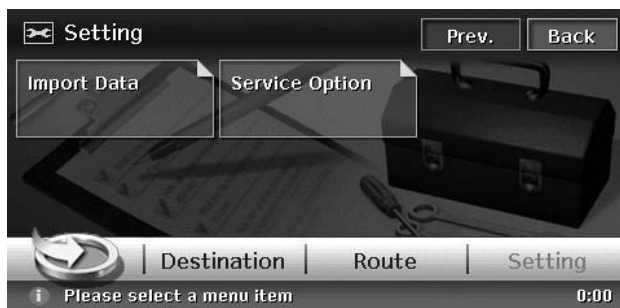 Setting
Prev.
Back
Import Data
Service Option
Destination
Route
Setting
i Please select a menu item
0:00